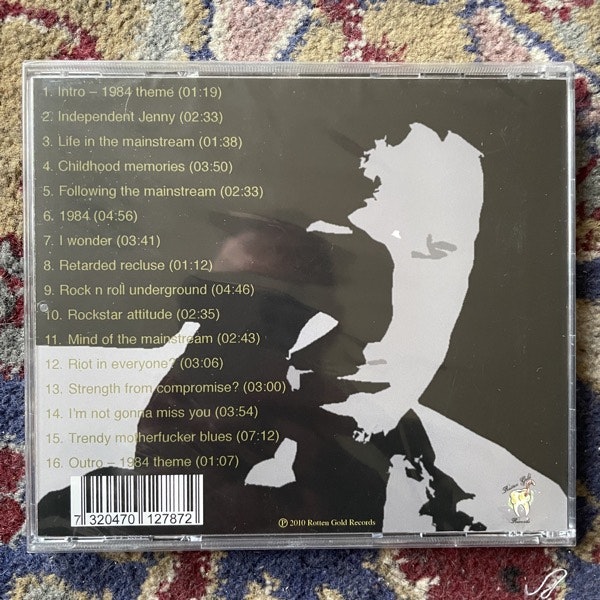 1. Intro – 1984 theme (01:19)
2. Independent Jenny (02:33)
3. Life in the mainstream (01:38)
4. Childhood memories (03:50)
5. Following the mainstream (02:33)
6. 1984 (04:56)
7. I wonder (03:41)
8. Retarded recluse (01:12)
9. Rock n roll underground (04:46)
10. Rockstar attitude (02:35)
11. Mind of the mainstream (02:43)
12. Riot in everyone? (03:06)
13. Strength from compromise? (03:00)
14. I'm not gonna miss you (03:54)
15. Trendy motherfucker blues (07:12)
16. Outro – 1984 theme (01:07)
7 320470 127872
℗ 2010 Rotten Gold Records
Rotten Gold
Records